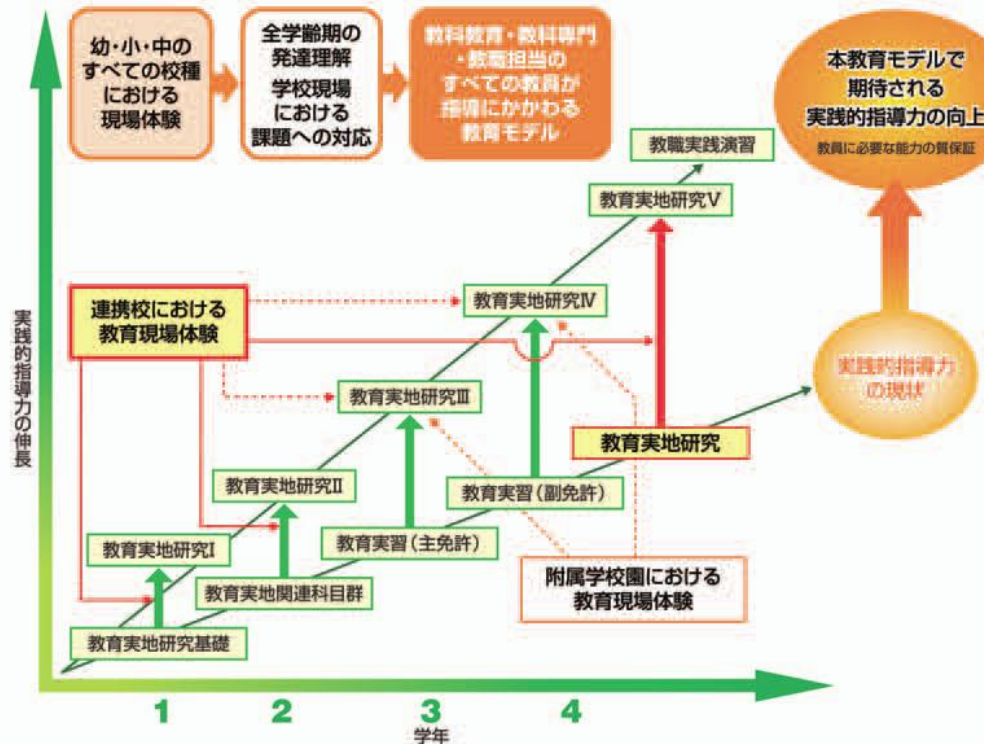 幼・小・中の
すべての校種
における
現場体験
全学齢期の
発達理解
学校現場
における
課題への対応
教科教育・教科専門
・教職担当の
すべての教員が
指導にかかわる
教育モデル
本教育モデルで
期待される
実践的指導力の向上
教員に必要な能力の質保証
教職実践演習
教育実地研究Ⅴ
連携校における
教育現場体験
教育実地研究Ⅳ
実践的指導力
の現状
教育実地研究Ⅲ
教育実地研究
教育実地研究Ⅱ
教育実習(副免許)
教育実地研究Ⅰ
教育実習(主免許)
附属学校園における
教育現場体験
教育実地関連科目群
教育実地研究基礎
実践的指導力の伸長
1
2
3
4
学年